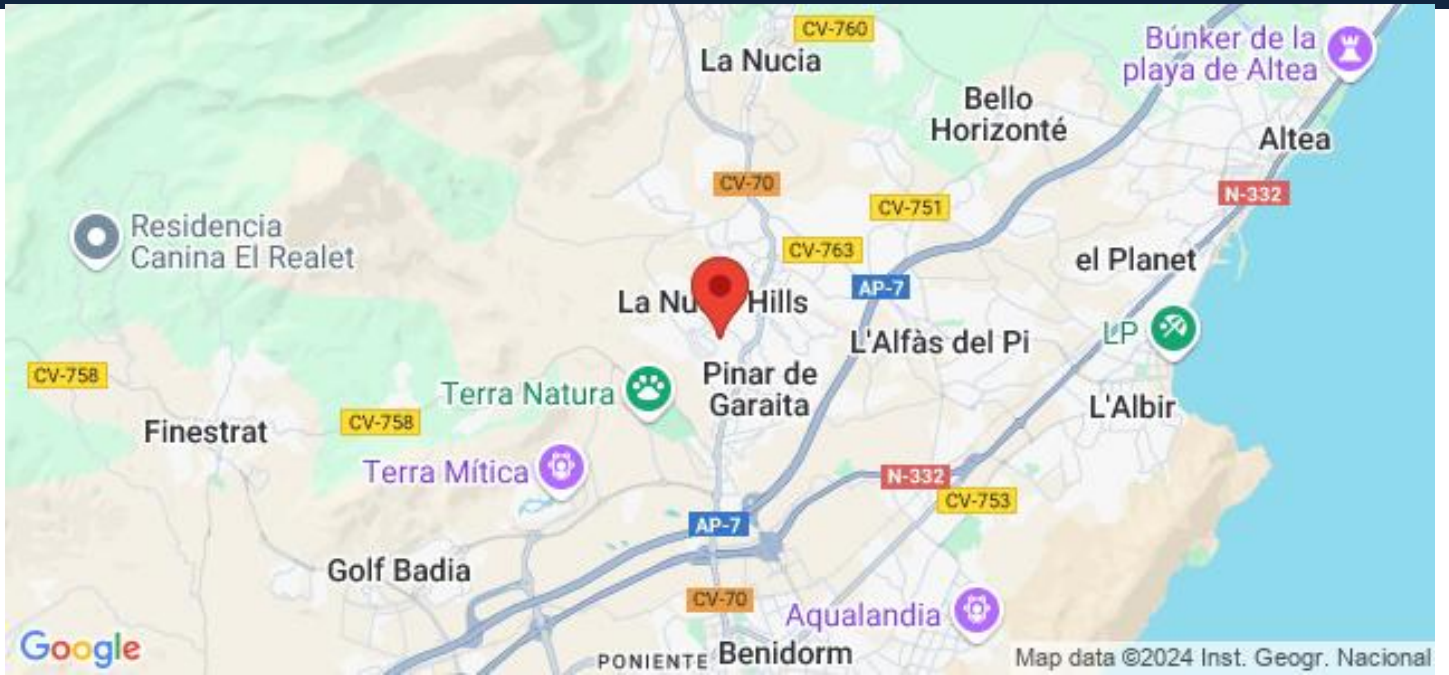 CV-760
La Nucia
Búnker de la
playa de Altea
Bello
Horizonté
Altea
CV-70
CV-751
N-332
Residencia
Canina El Realet
CV-763
el Planet
AP-7
La Nu
Hills
LP
L'Alfàs del Pi
CV-758
Terra Natura
Pinar de
Garaita
L'Albir
Finestrat
CV-758
Terra Mítica
N-332
CV-753
AP-7
Golf Badia
CV-70
Aqualandia
Google
PONIENTE
Benidorm
Map data ©2024 Inst. Geogr. Nacional